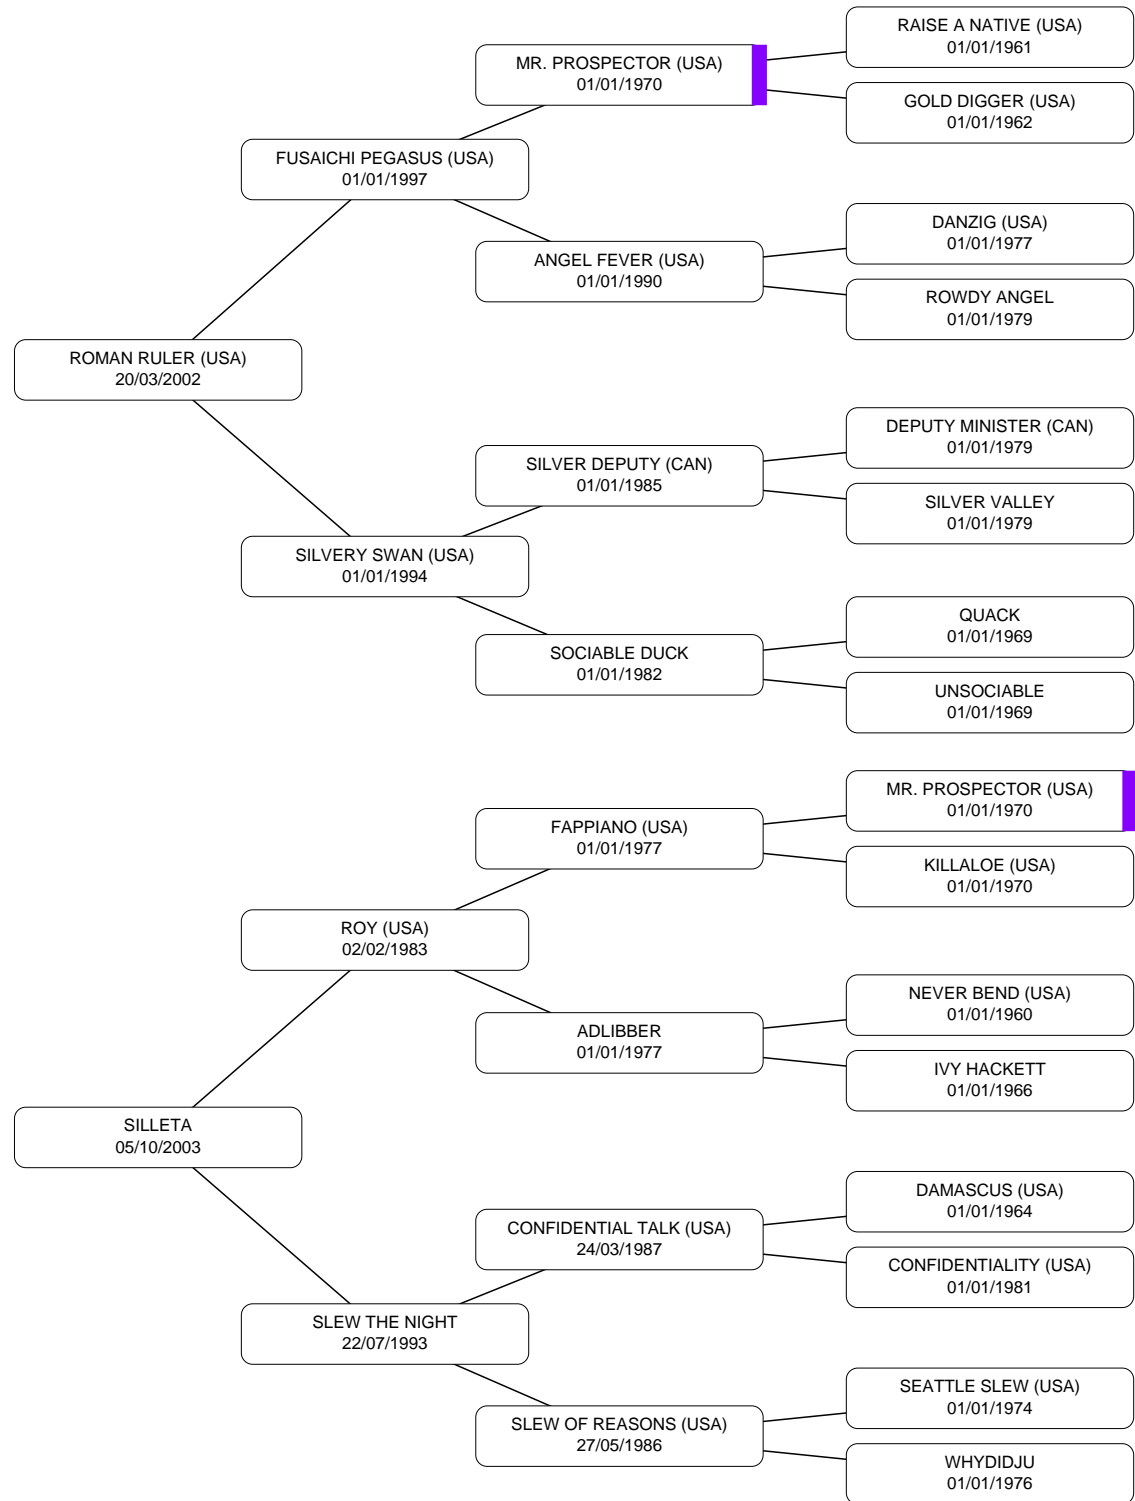 RAISE A NATIVE (USA)
01/01/1961
MR. PROSPECTOR (USA)
01/01/1970
GOLD DIGGER (USA)
01/01/1962
FUSAICHI PEGASUS (USA)
01/01/1997
DANZIG (USA)
01/01/1977
ANGEL FEVER (USA)
01/01/1990
ROWDY ANGEL
01/01/1979
ROMAN RULER (USA)
20/03/2002
DEPUTY MINISTER (CAN)
01/01/1979
SILVER DEPUTY (CAN)
01/01/1985
SILVER VALLEY
01/01/1979
SILVERY SWAN (USA)
01/01/1994
QUACK
01/01/1969
SOCIABLE DUCK
01/01/1982
UNSOCIABLE
01/01/1969
MR. PROSPECTOR (USA)
01/01/1970
FAPPIANO (USA)
01/01/1977
KILLALOE (USA)
01/01/1970
ROY (USA)
02/02/1983
NEVER BEND (USA)
01/01/1960
ADLIBBER
01/01/1977
IVY HACKETT
01/01/1966
SILLETA
05/10/2003
DAMASCUS (USA)
01/01/1964
CONFIDENTIAL TALK (USA)
24/03/1987
CONFIDENTIALITY (USA)
01/01/1981
SLEW THE NIGHT
22/07/1993
SEATTLE SLEW (USA)
01/01/1974
SLEW OF REASONS (USA)
27/05/1986
WHYDIDJU
01/01/1976